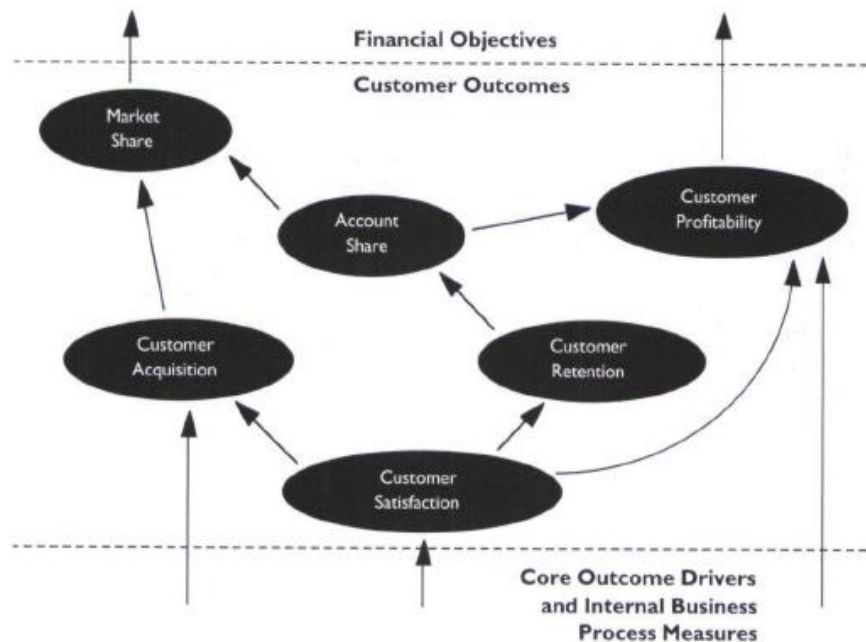 Financial Objectives
Customer Outcomes
Market
Share
Customer
Profitability
Account
Share
Customer
Acquisition
Customer
Retention
Customer
Satisfaction
Core Outcome Drivers
and Internal Business
Process Measures